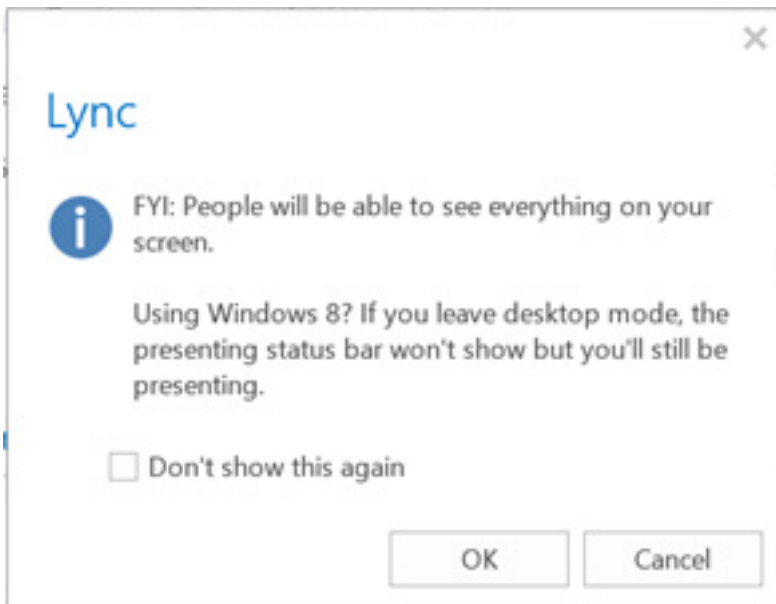 Lync
FYI: People will be able to see everything on your
screen.
Using Windows 8? If you leave desktop mode, the
presenting status bar won't show but you'll still be
presenting.
Don't show this again
OK
Cancel